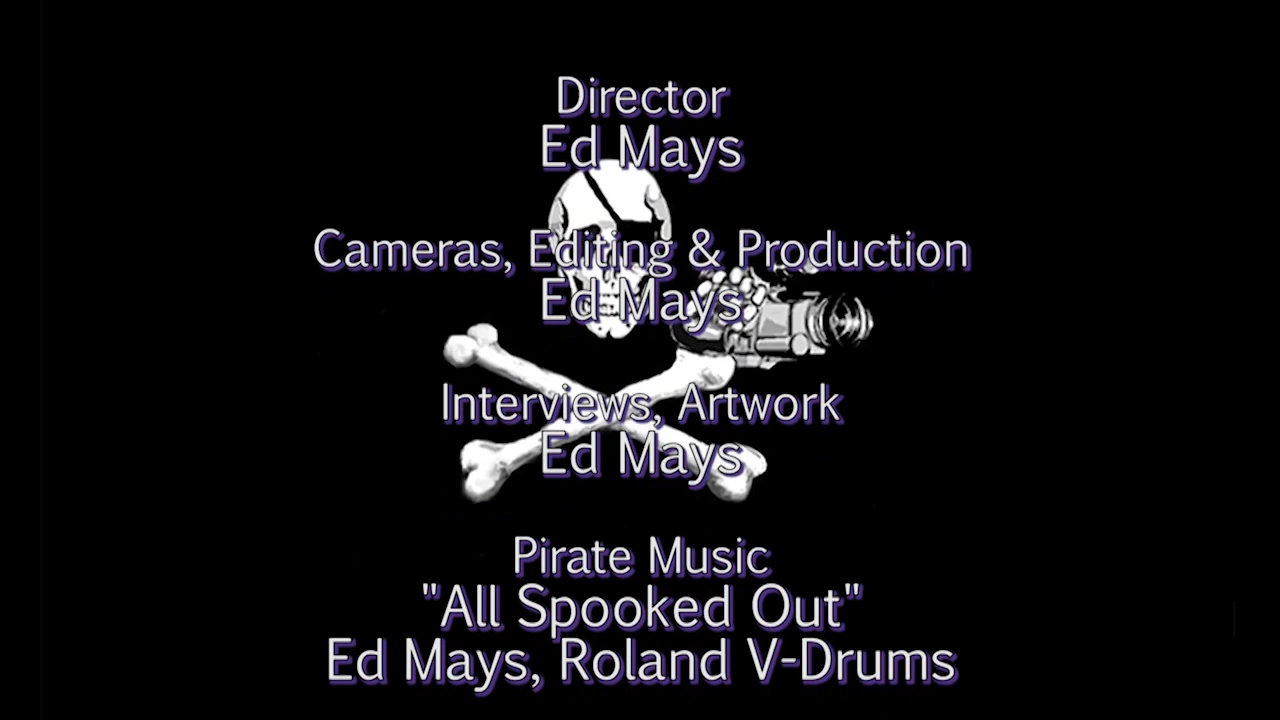 Director
Ed Mays
Cameras, Editing & Production
Ed Mays
Interviews, Artwork
Ed Mays
Pirate Music
"All Spooked Out"
Ed Mays, Roland V-Drums